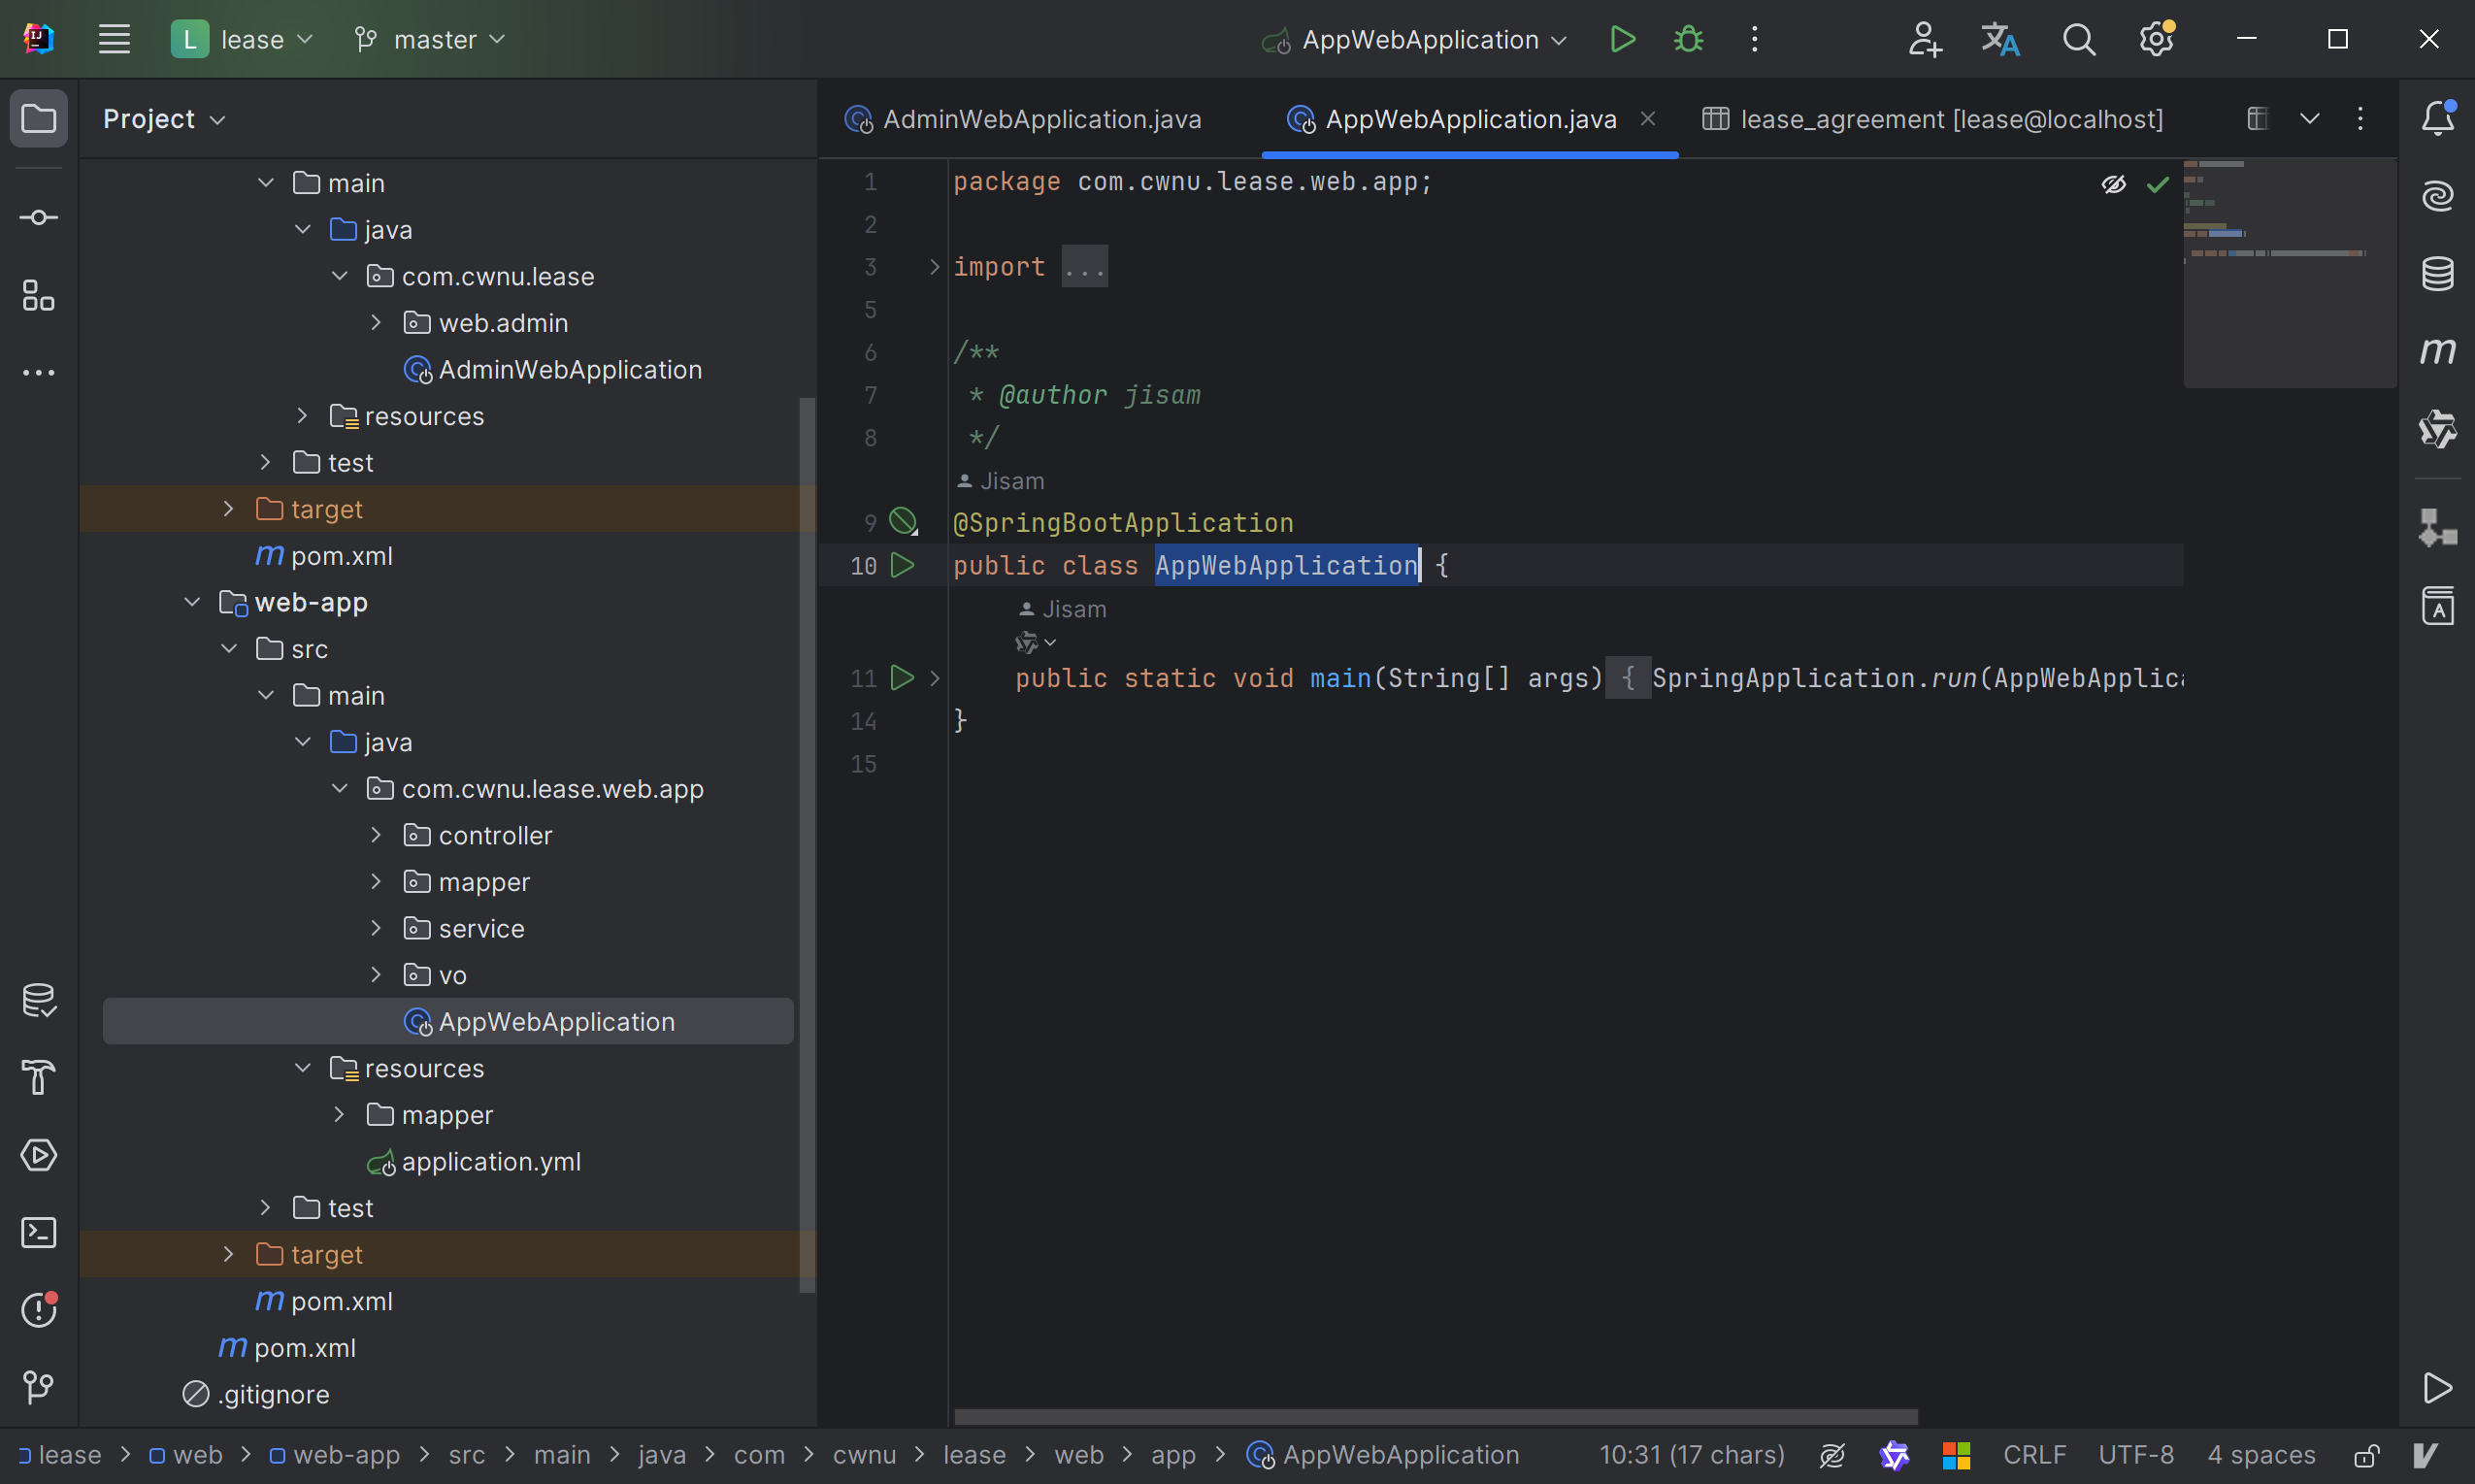 L lease master AppWebApplication
Project
main
java
com.cwnu.lease
web.admin
AdminWebApplication
resources
test
target
m pom.xml
web-app
src
main
java
com.cwnu.lease.web.app
controller
mapper
service
vo
AppWebApplication
resources
mapper
application.yml
test
target
m pom.xml
m pom.xml
.gitignore
AdminWebApplication.java AppWebApplication.java lease_agreement [lease@localhost]
1 package com.cwnu.lease.web.app;
2
3 import ...
5
6 /**
7 * @author jisam
8 */
Jisam
9 @SpringBootApplication
10 public class AppWebApplication {
Jisam
11 public static void main(String[] args) { SpringApplication.run(AppWebApplica
14 }
15
lease > web > web-app > src > main > java > com > cwnu > lease > web > app > AppWebApplication 10:31 (17 chars) CRLF UTF-8 4 spaces